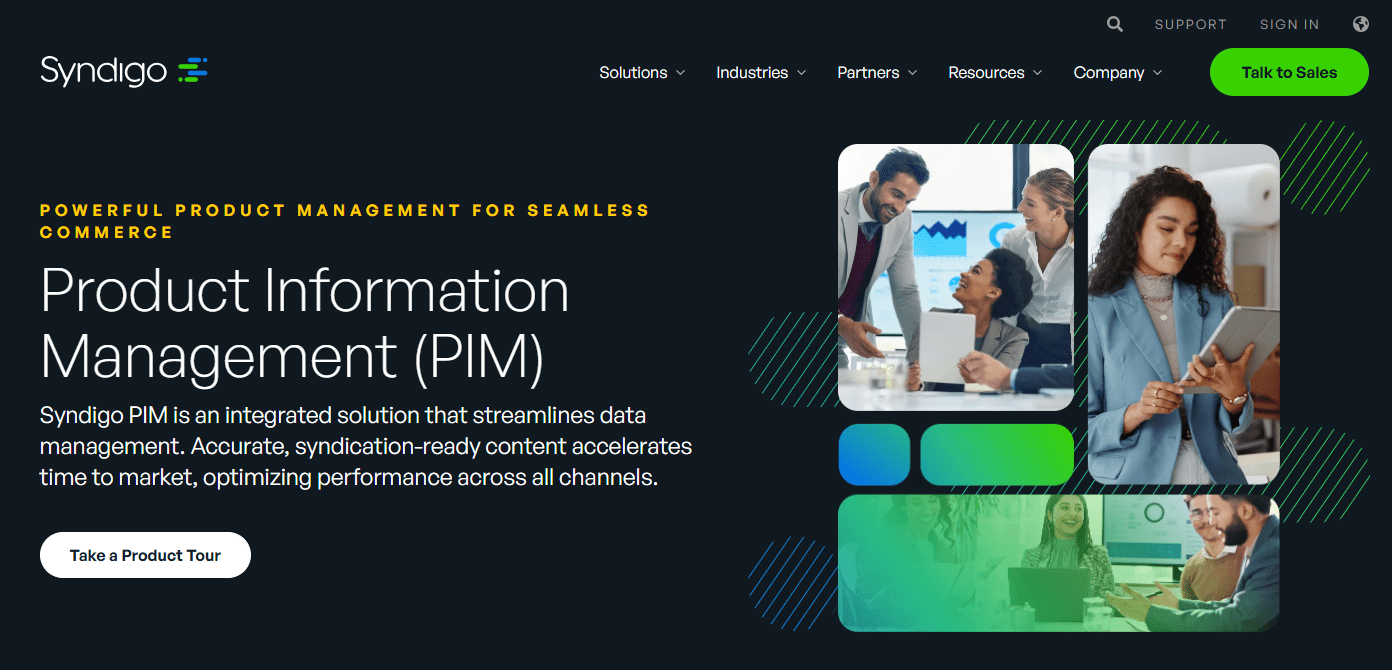 SUPPORT
SIGN IN
Syndigo
Solutions
Industries
Partners
Resources
Company
Talk to Sales
POWERFUL PRODUCT MANAGEMENT FOR SEAMLESS
COMMERCE
Product Information
Management (PIM)
Syndigo PIM is an integrated solution that streamlines data
management. Accurate, syndication-ready content accelerates
time to market, optimizing performance across all channels.
Take a Product Tour